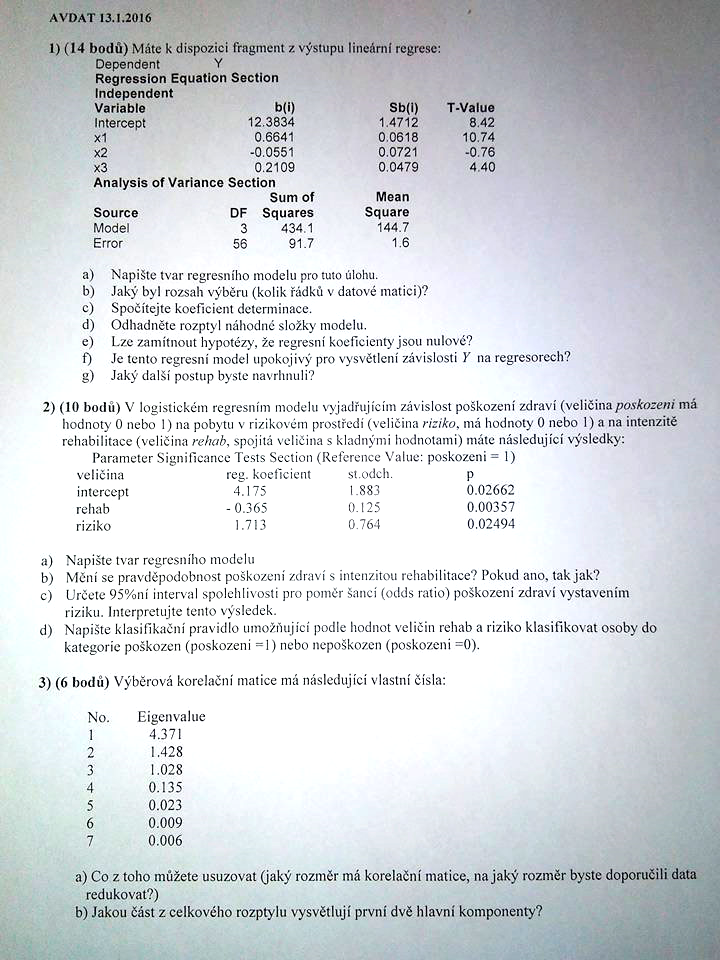 AVDAT 13.1.2016
1) (14 bodů) Máte k dispozici fragment z výstupu lineární regrese:
Dependent Y
Regression Equation Section
Independent
Variable b(i) Sb(i) T-Value
Intercept 12.3834 1.4712 8.42
x1 0.6641 0.0618 10.74
x2 -0.0551 0.0721 -0.76
x3 0.2109 0.0479 4.40
Analysis of Variance Section
Sum of Mean
Source DF Squares Square
Model 3 434.1 144.7
Error 56 91.7 1.6
a) Napište tvar regresního modelu pro tuto úlohu.
b) Jaký byl rozsah výběru (kolik řádků v datové matici)?
c) Spočítejte koeficient determinace.
d) Odhadněte rozptyl náhodné složky modelu.
e) Lze zamítnout hypotézy, že regresní koeficienty jsou nulové?
f) Je tento regresní model upokojivý pro vysvětlení závislosti Y na regresorech?
g) Jaký další postup byste navrhnuli?
2) (10 bodů) V logistickém regresním modelu vyjadřujícím závislost poškození zdraví (veličina poskozeni má
hodnoty 0 nebo 1) na pobytu v rizikovém prostředí (veličina riziko, má hodnoty 0 nebo 1) a na intenzitě
rehabilitace (veličina rehab, spojitá veličina s kladnými hodnotami) máte následující výsledky:
Parameter Significance Tests Section (Reference Value: poskozeni = 1)
veličina reg. koeficient st.odch. p
intercept 4.175 1.883 0.02662
rehab - 0.365 0.125 0.00357
riziko 1.713 0.764 0.02494
a) Napište tvar regresního modelu
b) Mění se pravděpodobnost poškození zdraví s intenzitou rehabilitace? Pokud ano, tak jak?
c) Určete 95%ní interval spolehlivosti pro poměr šancí (odds ratio) poškození zdraví vystavením
riziku. Interpretujte tento výsledek.
d) Napište klasifikační pravidlo umožňující podle hodnot veličin rehab a riziko klasifikovat osoby do
kategorie poškozen (poskozeni =1) nebo nepoškozen (poskozeni =0).
3) (6 bodů) Výběrová korelační matice má následující vlastní čísla:
No. Eigenvalue
1 4.371
2 1.428
3 1.028
4 0.135
5 0.023
6 0.009
7 0.006
a) Co z toho můžete usuzovat (jaký rozměr má korelační matice, na jaký rozměr byste doporučili data
redukovat?)
b) Jakou část z celkového rozptylu vysvětlují první dvě hlavní komponenty?